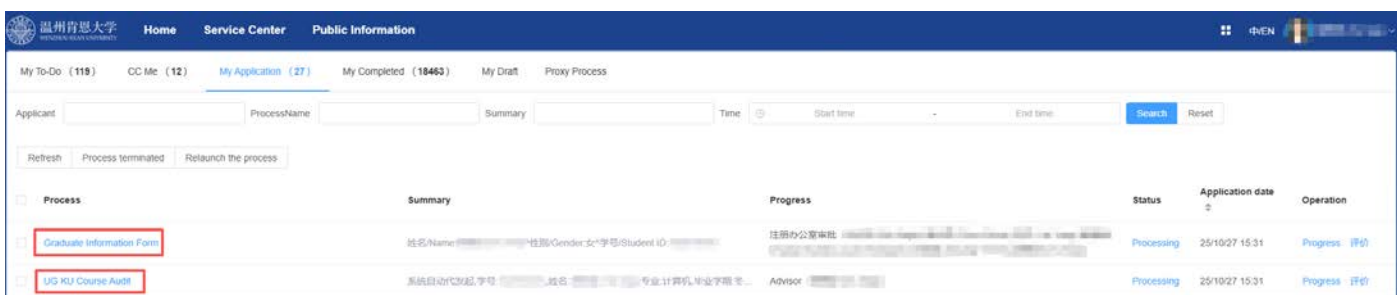 温州肯恩大学
WENZHOU-KEAN UNIVERSITY
Home Service Center Public Information 中/EN
My To-Do (119) CC Me (12) My Application (27) My Completed (18463) My Draft Proxy Process
Applicant ProcessName Summary Time Start time - End time Search Reset
Refresh Process terminated Relaunch the process
Process Summary Progress Status Application date Operation
Graduate Information Form 姓名/Name: *性别/Gender:女*学号/Student ID: 注册办公室审批 Processing 25/10/27 15:31 Progress 评价
UG KU Course Audit 系统自动代发起,学号 ,姓名: 专业:计算机,毕业学期:冬... Advisor Processing 25/10/27 15:31 Progress 评价